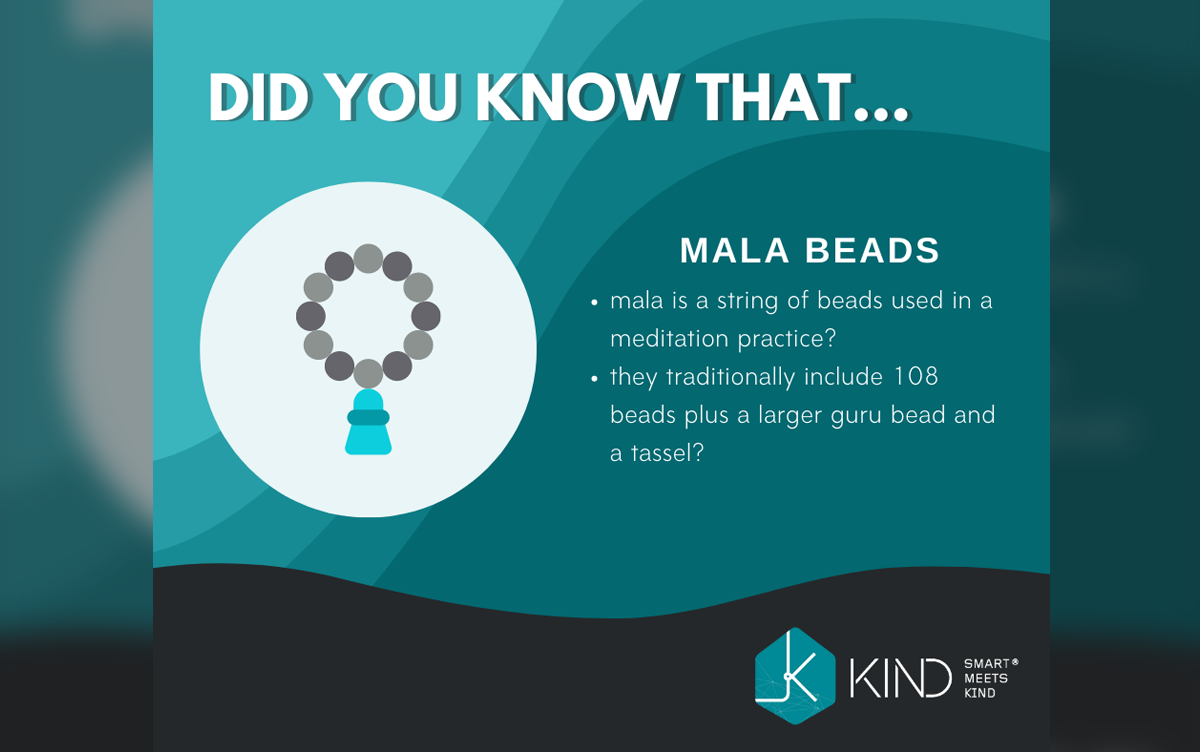 DID YOU KNOW THAT...
MALA BEADS
• mala is a string of beads used in a
meditation practice?
• they traditionally include 108
beads plus a larger guru bead and
a tassel?
KIND
SMART®
MEETS
KIND